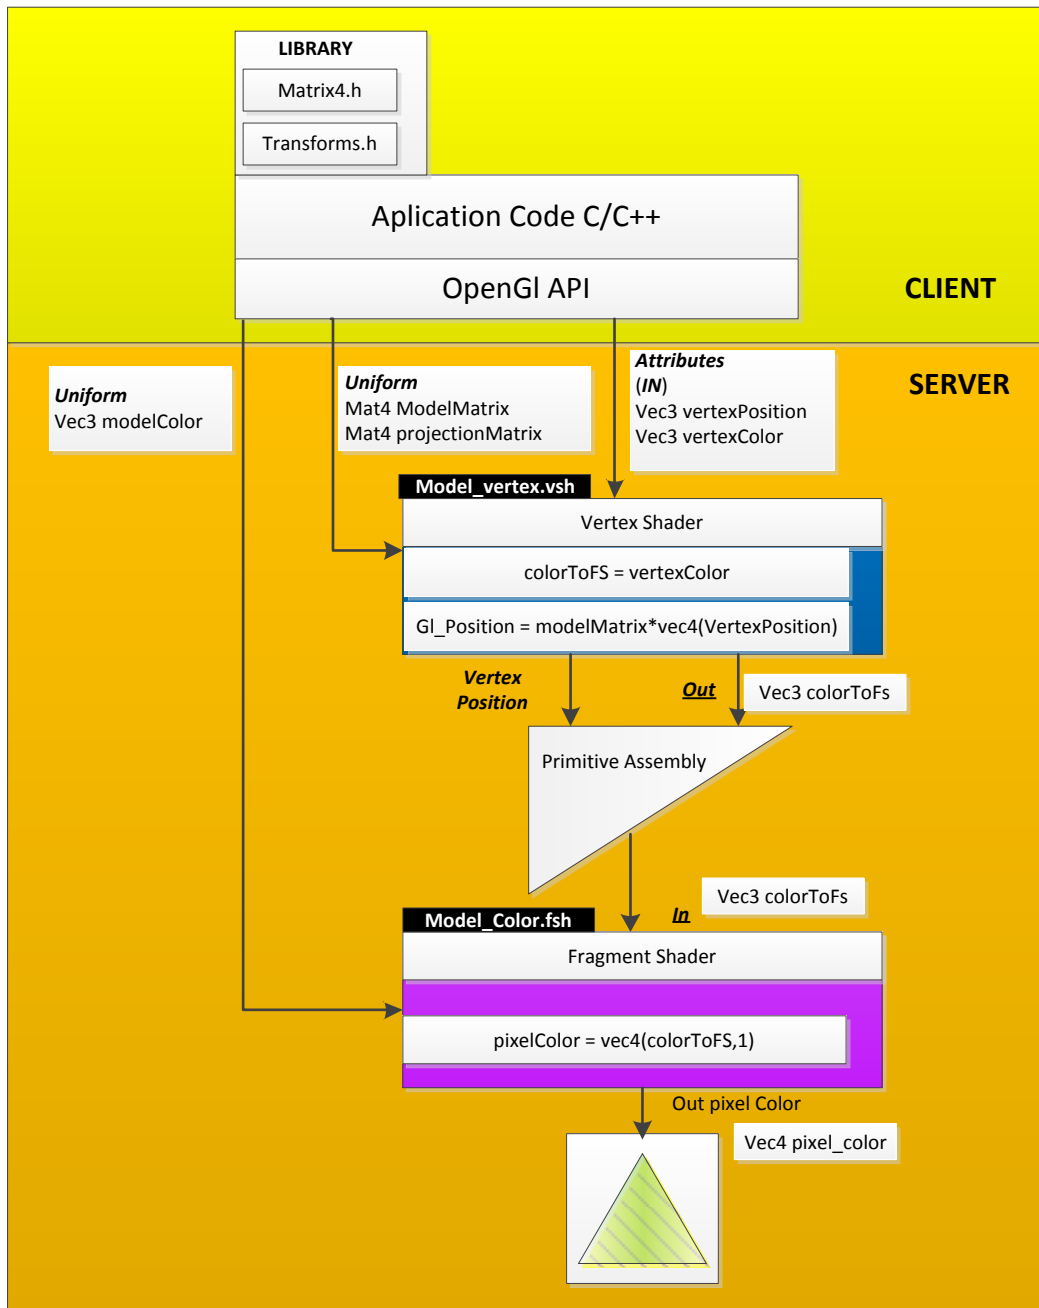 LIBRARY
Matrix4.h
Transforms.h
Aplication Code C/C++
OpenGl API
CLIENT
SERVER
Uniform
Vec3 modelColor
Uniform
Mat4 ModelMatrix
Mat4 projectionMatrix
Attributes
(IN)
Vec3 vertexPosition
Vec3 vertexColor
Model_vertex.vsh
Vertex Shader
colorToFS = vertexColor
Gl_Position = modelMatrix*vec4(VertexPosition)
Vertex
Position
Out
Vec3 colorToFs
Primitive Assembly
Vec3 colorToFs
In
Model_Color.fsh
Fragment Shader
pixelColor = vec4(colorToFS,1)
Out pixel Color
Vec4 pixel_color